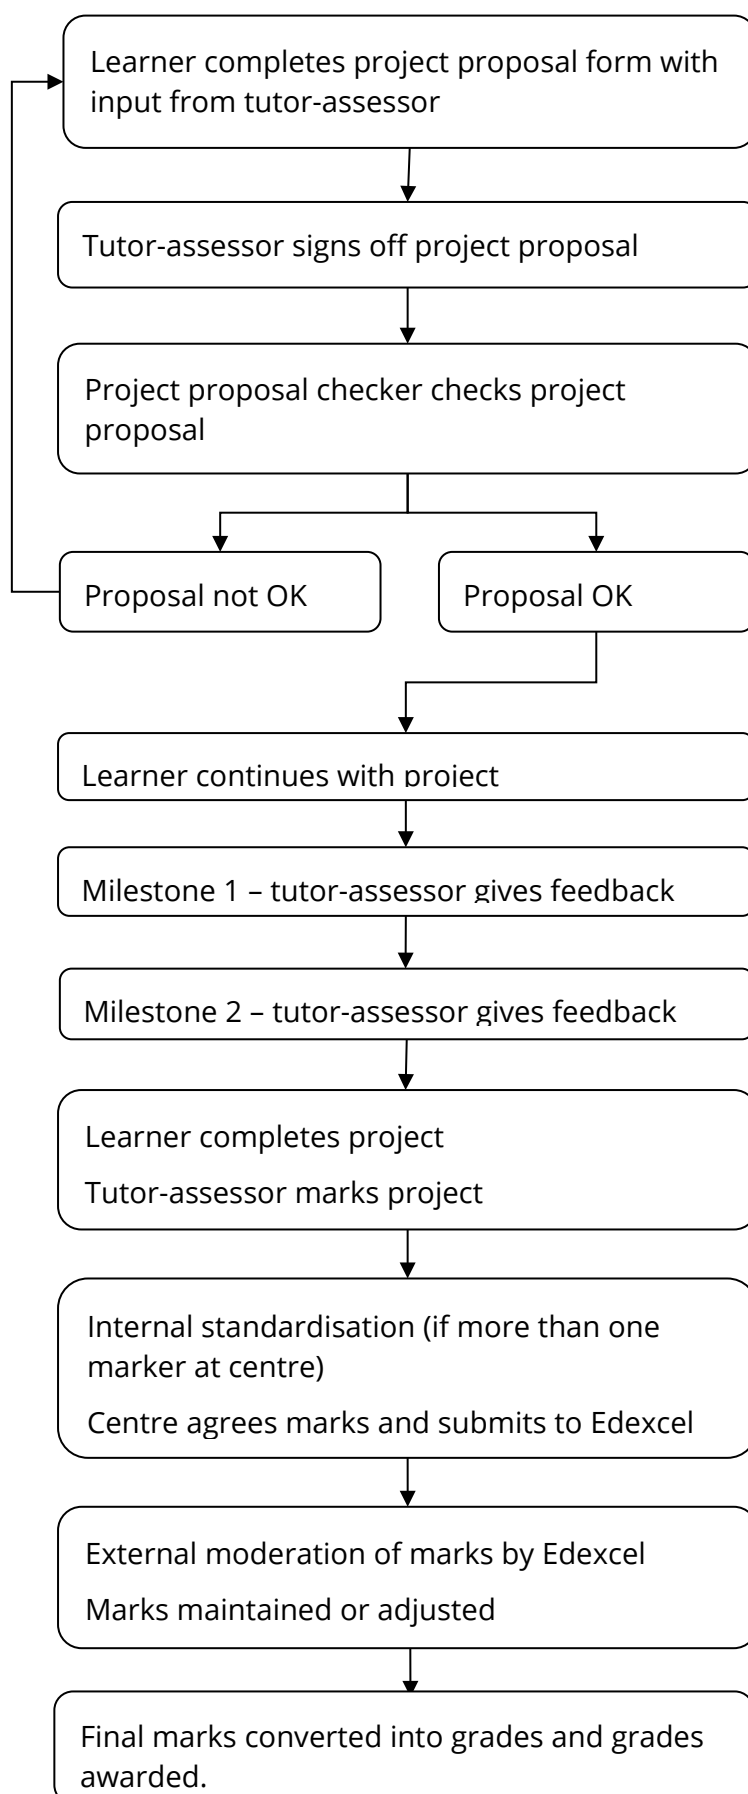 Learner completes project proposal form with
input from tutor-assessor
Tutor-assessor signs off project proposal
Project proposal checker checks project
proposal
Proposal not OK
Proposal OK
Learner continues with project
Milestone 1 – tutor-assessor gives feedback
Milestone 2 – tutor-assessor gives feedback
Learner completes project
Tutor-assessor marks project
Internal standardisation (if more than one
marker at centre)
Centre agrees marks and submits to Edexcel
External moderation of marks by Edexcel
Marks maintained or adjusted
Final marks converted into grades and grades
awarded.